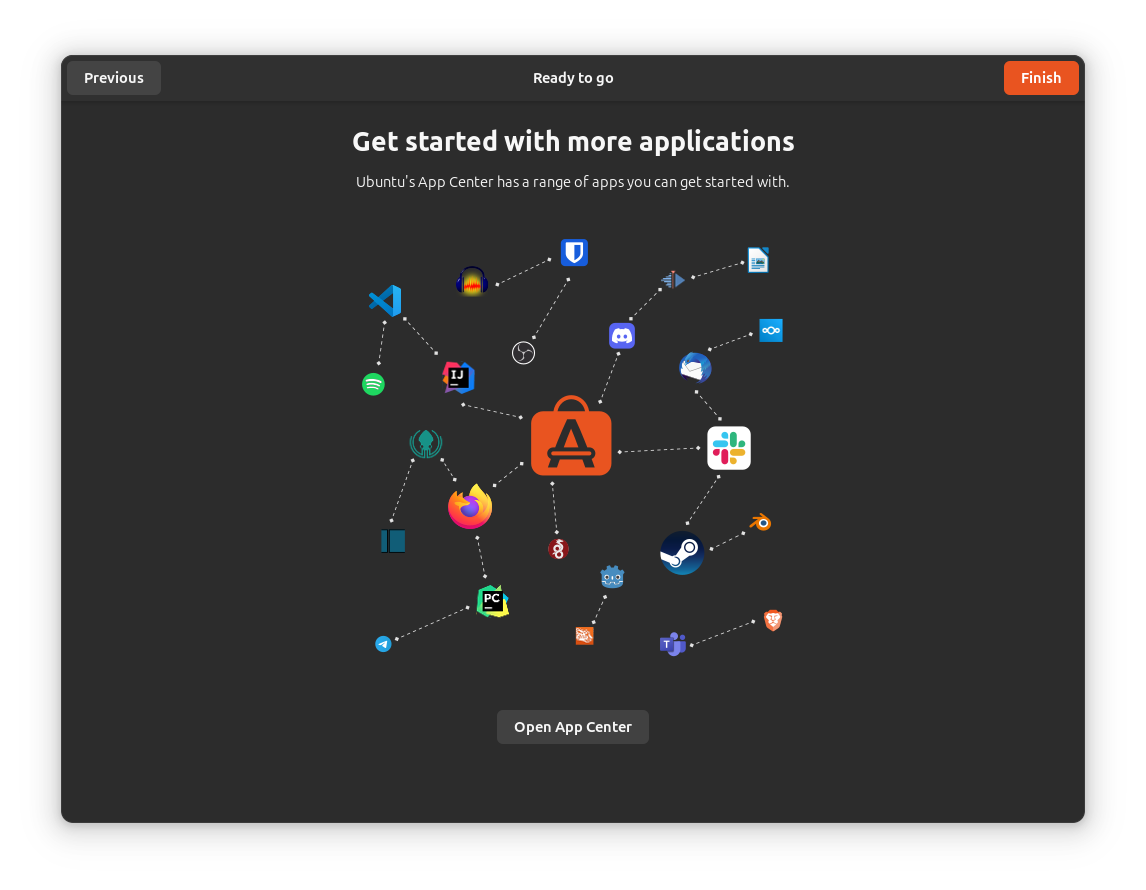 Previous
Ready to go
Finish
Get started with more applications
Ubuntu's App Center has a range of apps you can get started with.
IJ
PC
T
Open App Center